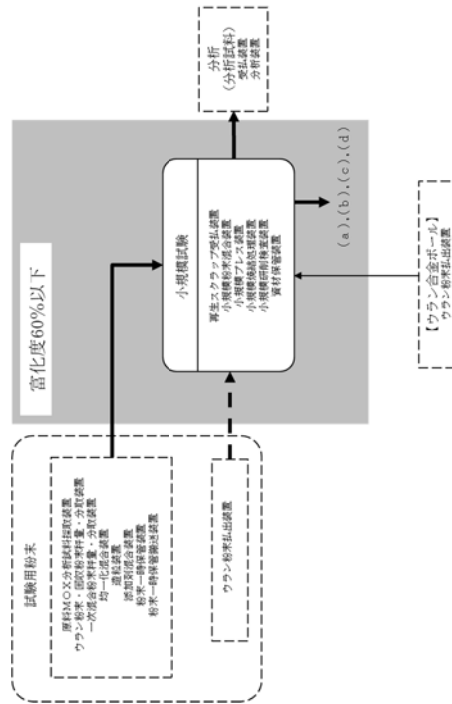 富化度60%以下
試験用粉末
原料MOX分析試料採取装置
ウラン粉末・回収粉末秤量・分取装置
一次混合粉末秤量・分取装置
均一化混合装置
造粒装置
添加剤混合装置
粉末一時保管装置
粉末一時保管搬送装置
ウラン粉末払出装置
小規模試験
再生スクラップ受払装置
小規模粉末混合装置
小規模プレス装置
小規模焼結処理装置
小規模研削検査装置
資材保管装置
分析
(分析試料)
受払装置
分析装置
(a),(b),(c),(d)
【ウラン合金ボール】
ウラン粉末払出装置